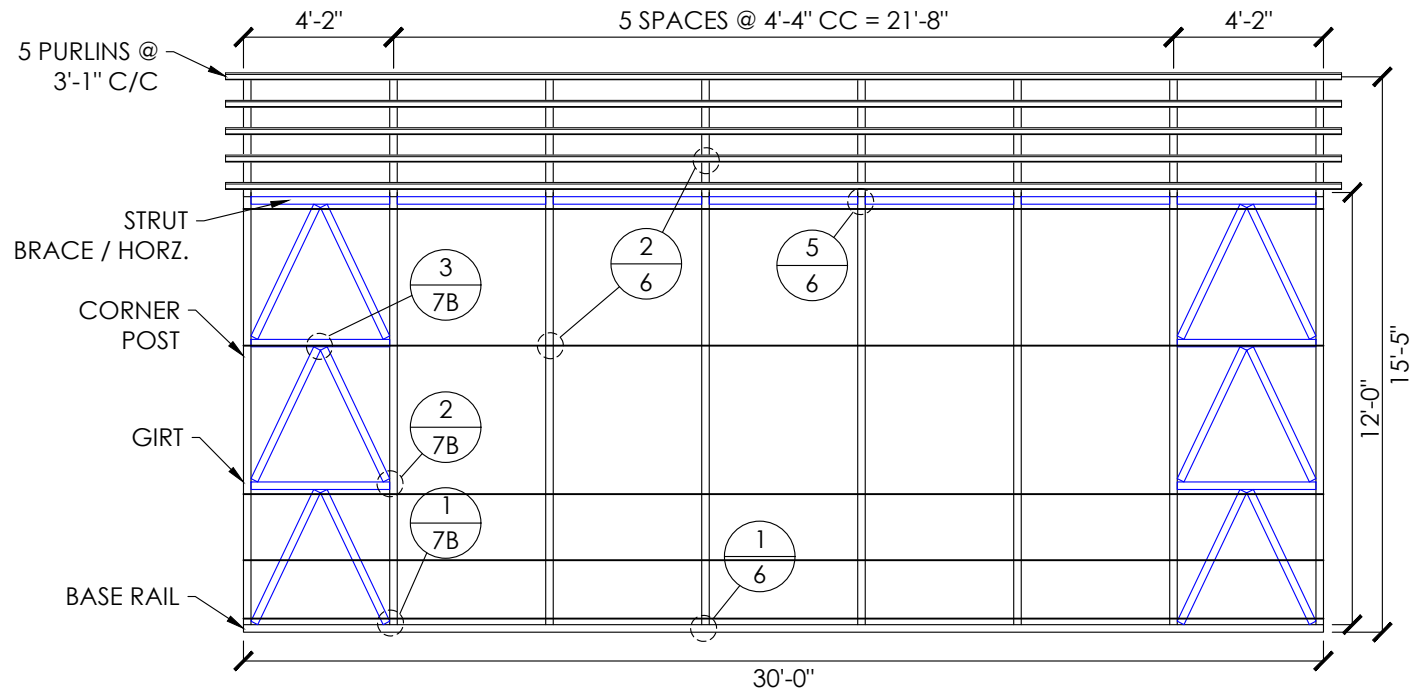 4'-2"
5 SPACES @ 4'-4" CC = 21'-8"
4'-2"
5 PURLINS @
3'-1" C/C
STRUT
BRACE / HORZ.
2
6
5
6
3
7B
CORNER
POST
15'-5"
12'-0"
GIRT
2
7B
1
7B
1
6
BASE RAIL
30'-0"